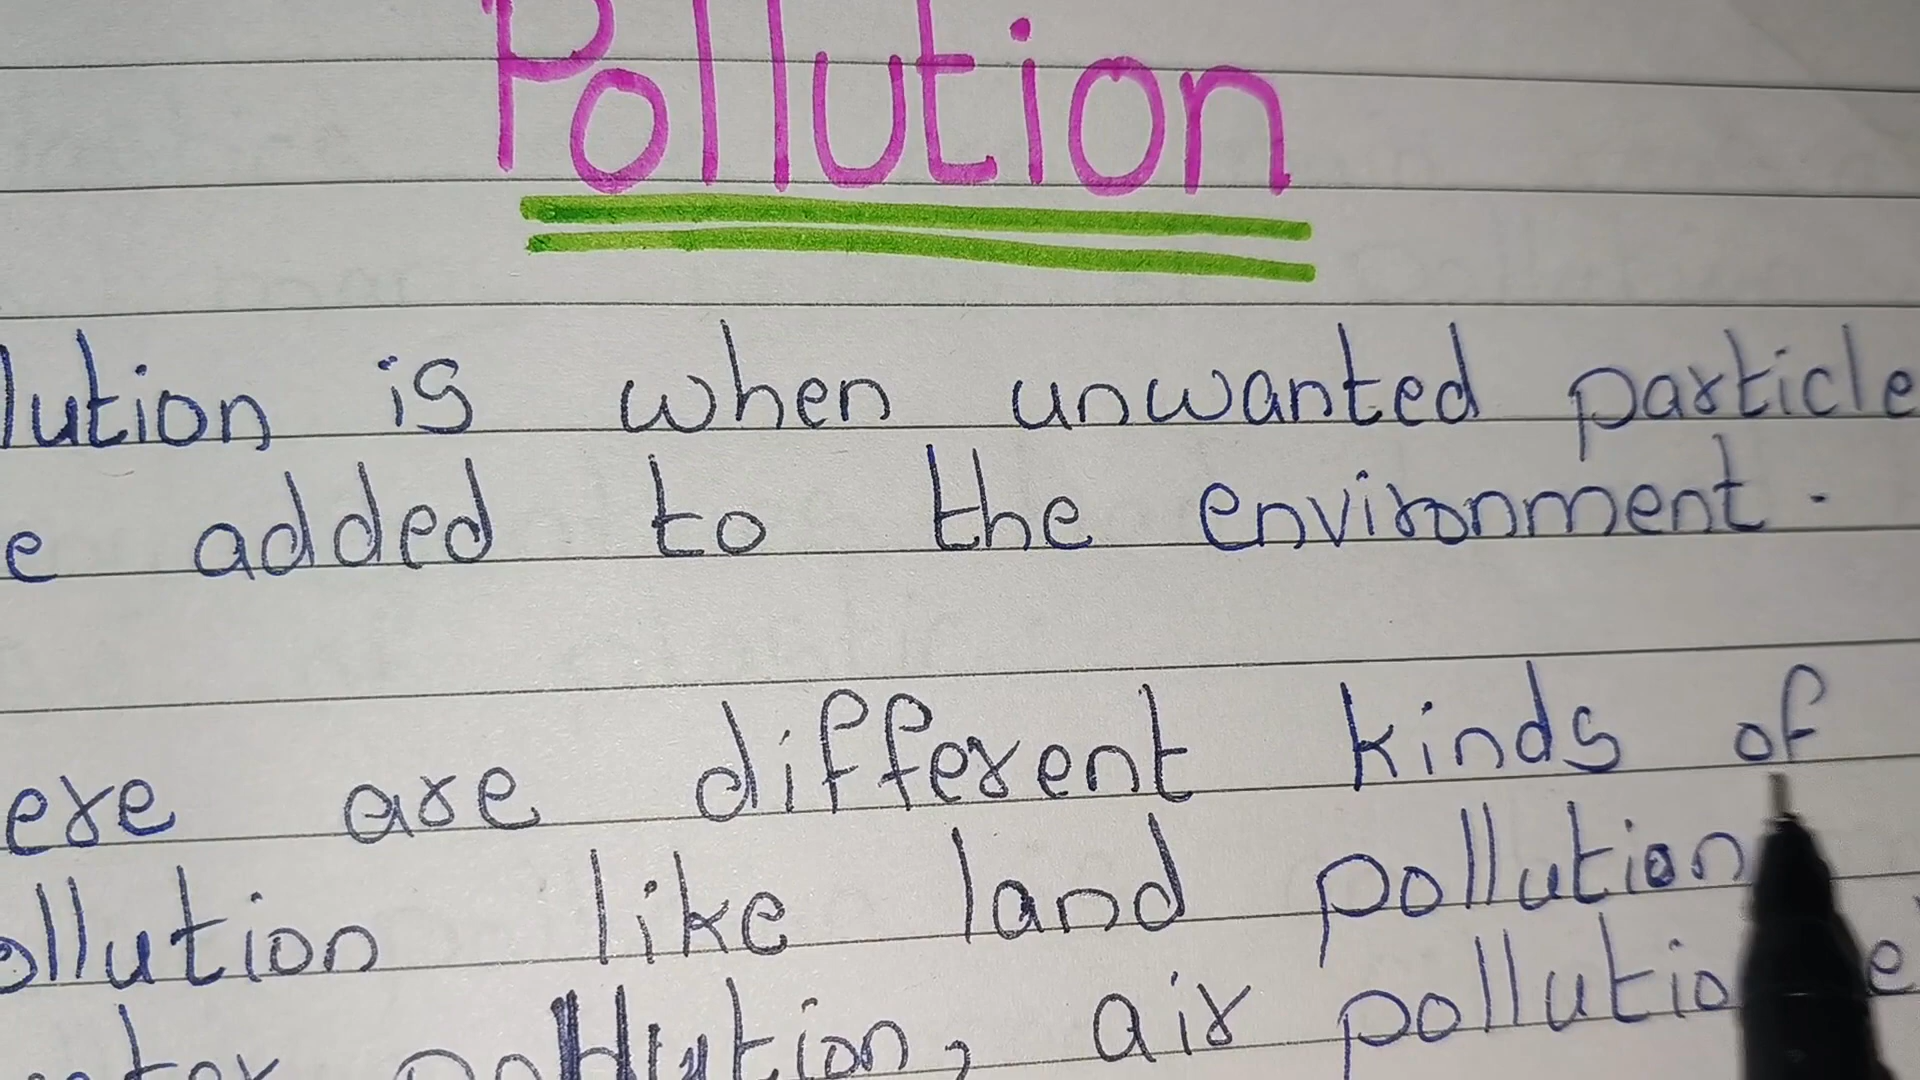 Pollution
lution is when unwanted particle
e added to the environment.
ere are different kinds of
ollution like land pollution
pollution, air pollutio e